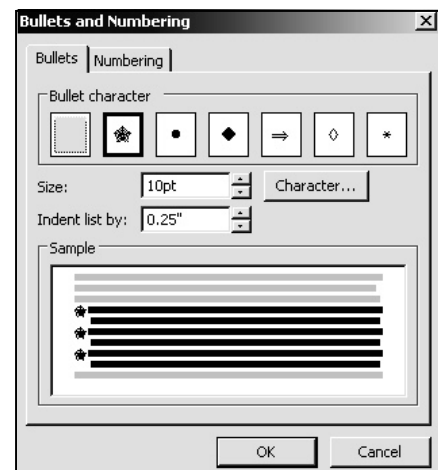 Bullets and Numbering
Bullets Numbering
Bullet character
Size: 10pt Character...
Indent list by: 0.25"
Sample
OK Cancel